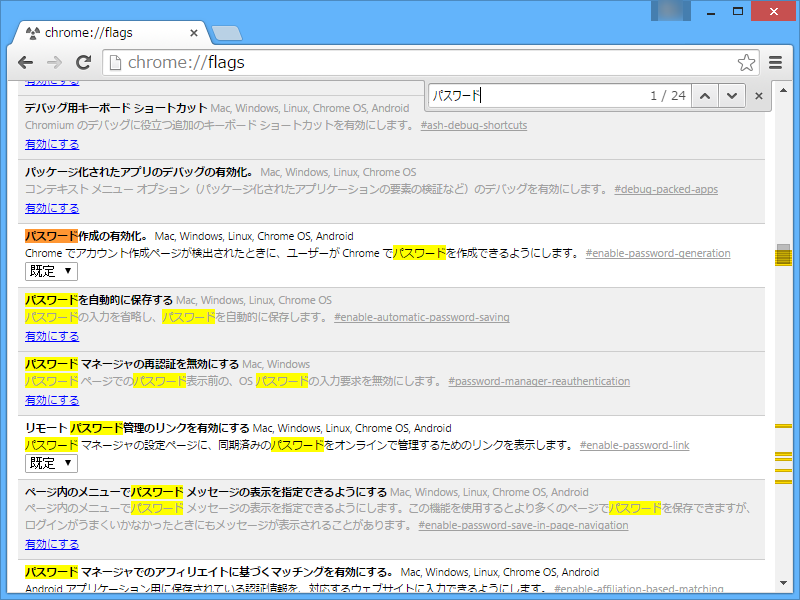 chrome://flags
chrome://flags
有効にする
パスワード 1 / 24
デバッグ用キーボード ショートカット Mac, Windows, Linux, Chrome OS, Android
Chromium のデバッグに役立つ追加のキーボード ショートカットを有効にします。 #ash-debug-shortcuts
有効にする
パッケージ化されたアプリのデバッグの有効化。 Mac, Windows, Linux, Chrome OS
コンテキスト メニュー オプション（パッケージ化されたアプリケーションの要素の検証など）のデバッグを有効にします。 #debug-packed-apps
有効にする
パスワード作成の有効化。 Mac, Windows, Linux, Chrome OS, Android
Chrome でアカウント作成ページが検出されたときに、ユーザーが Chrome でパスワードを作成できるようにします。 #enable-password-generation
既定
パスワードを自動的に保存する Mac, Windows, Linux, Chrome OS
パスワードの入力を省略し、パスワードを自動的に保存します。 #enable-automatic-password-saving
有効にする
パスワード マネージャの再認証を無効にする Mac, Windows
パスワード ページでのパスワード表示前の、OS パスワードの入力要求を無効にします。 #password-manager-reauthentication
有効にする
リモート パスワード管理のリンクを有効にする Mac, Windows, Linux, Chrome OS, Android
パスワード マネージャの設定ページに、同期済みのパスワードをオンラインで管理するためのリンクを表示します。 #enable-password-link
既定
ページ内のメニューでパスワード メッセージの表示を指定できるようにする Mac, Windows, Linux, Chrome OS, Android
ページ内のメニューでパスワード メッセージの表示を指定できるようにします。この機能を使用するとより多くのページでパスワードを保存できますが、
ログインがうまくいかなかったときにもメッセージが表示されることがあります。 #enable-password-save-in-page-navigation
有効にする
パスワード マネージャでのアフィリエイトに基づくマッチングを有効にする。 Mac, Windows, Linux, Chrome OS, Android
Android アプリケーション用に保存されている認証情報を、対応するウェブサイトに入力できるようにします。 #enable-affiliation-based-matching